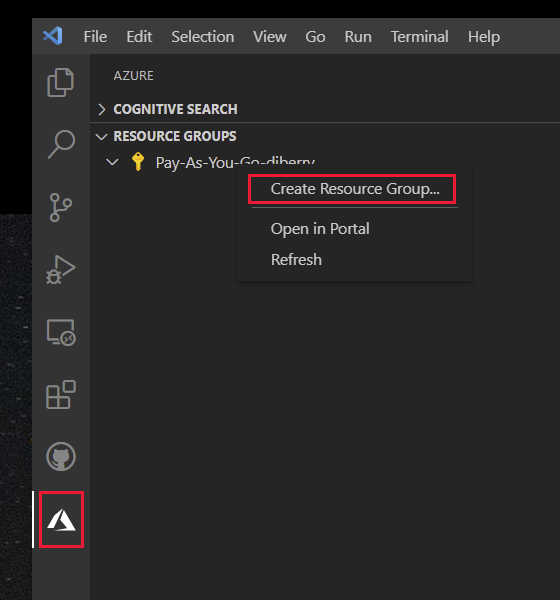 File Edit Selection View Go Run Terminal Help
AZURE
COGNITIVE SEARCH
RESOURCE GROUPS
Pay-As-You-Go-diberry
Create Resource Group...
Open in Portal
Refresh